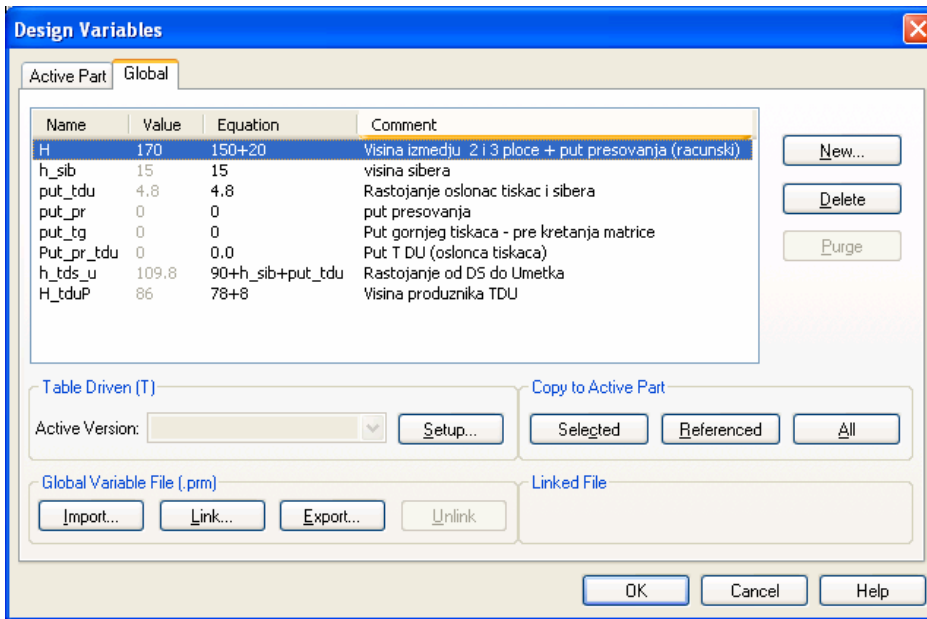 Design Variables
Active Part Global
Name Value Equation Comment
H 170 150+20 Visina izmedju 2 i 3 ploce + put presovanja (racunski)
h_sib 15 15 visina sibera
put_tdu 4.8 4.8 Rastojanje oslonac tiskac i sibera
put_pr 0 0 put presovanja
put_tg 0 0 Put gornjeg tiskaca - pre kretanja matrice
Put_pr_tdu 0 0.0 Put T DU (oslonca tiskaca)
h_tds_u 109.8 90+h_sib+put_tdu Rastojanje od DS do Umetka
H_tduP 86 78+8 Visina produznika TDU
New...
Delete
Purge
Table Driven (T)
Active Version:
Setup...
Copy to Active Part
Selected Referenced All
Global Variable File (.prm)
Import... Link... Export... Unlink
Linked File
OK Cancel Help